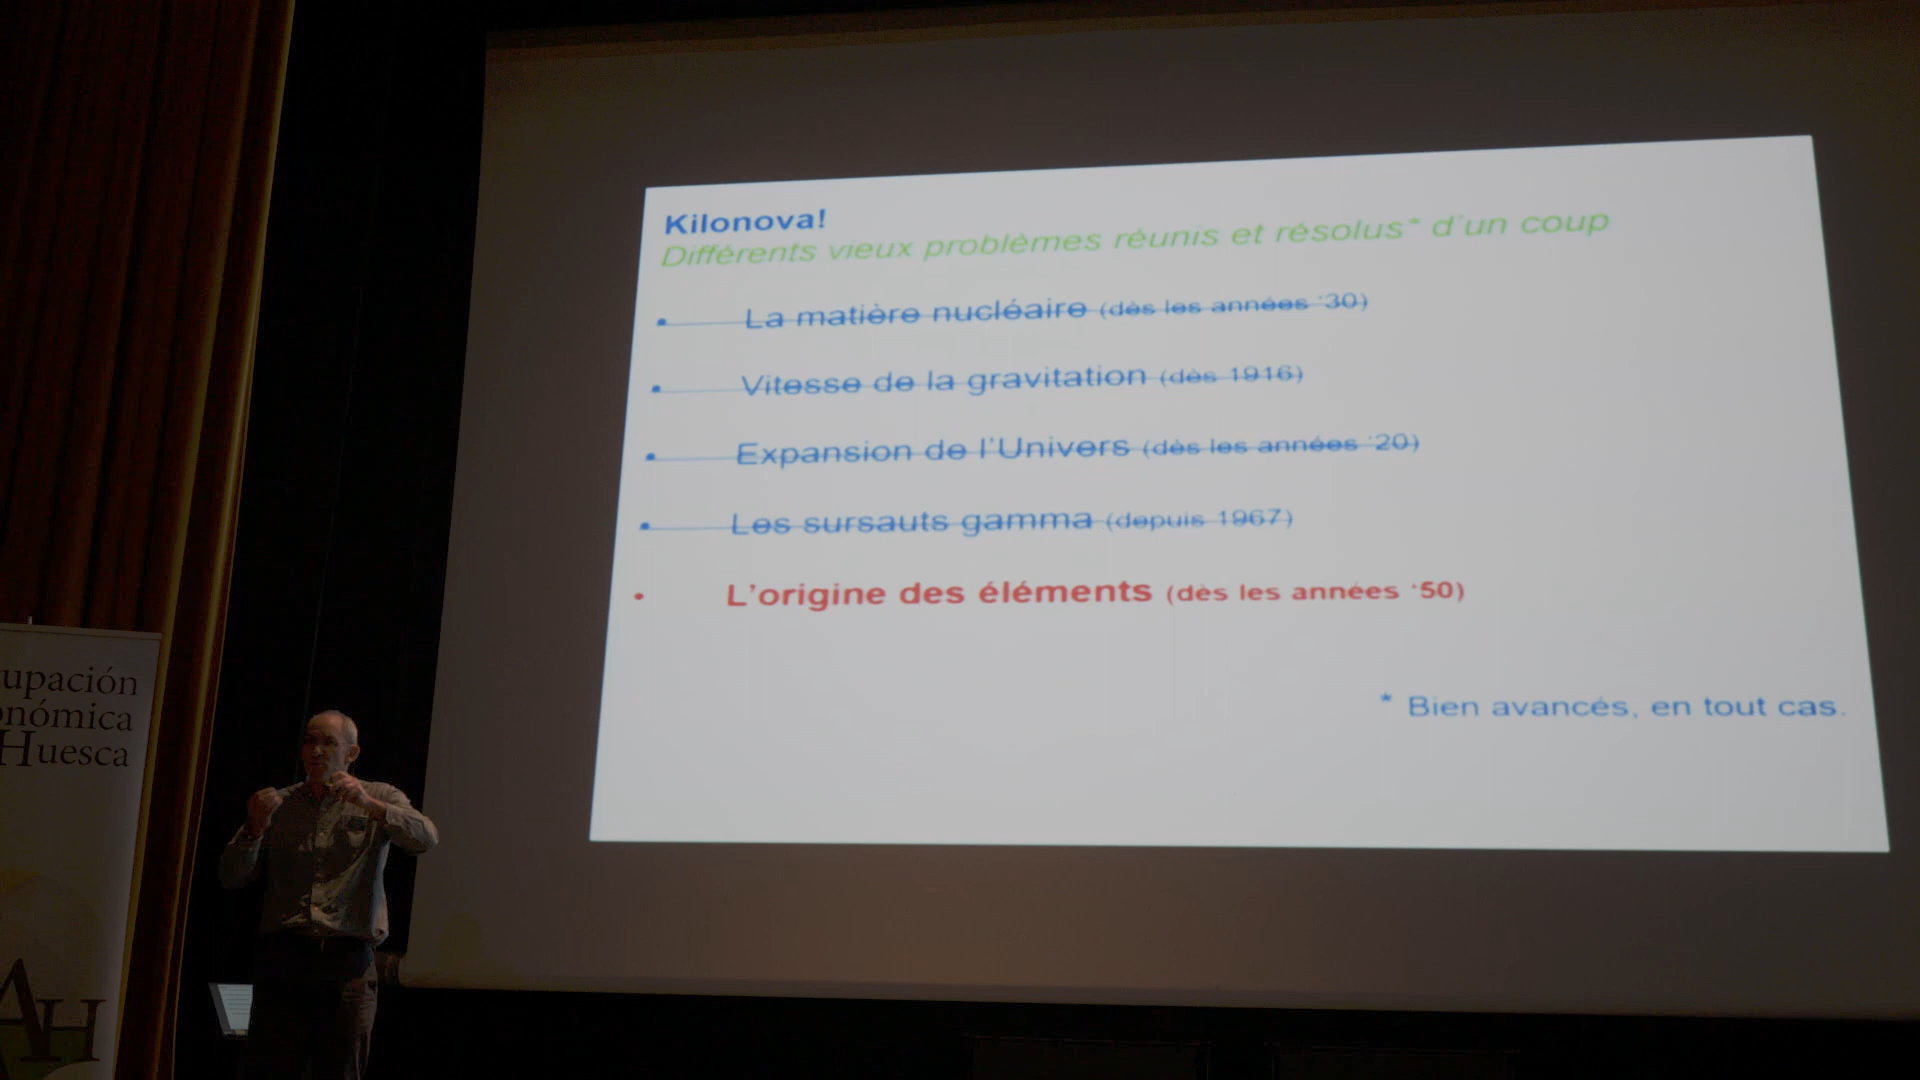 Kilonova!
Différents vieux problèmes réunis et résolus* d'un coup
• La matière nucléaire (dès les années '30)
• Vitesse de la gravitation (dès 1916)
• Expansion de l'Univers (dès les années '20)
• Les sursauts gamma (depuis 1967)
• L'origine des éléments (dès les années '50)
* Bien avancés, en tout cas.
upación
onómica
Huesca
AH